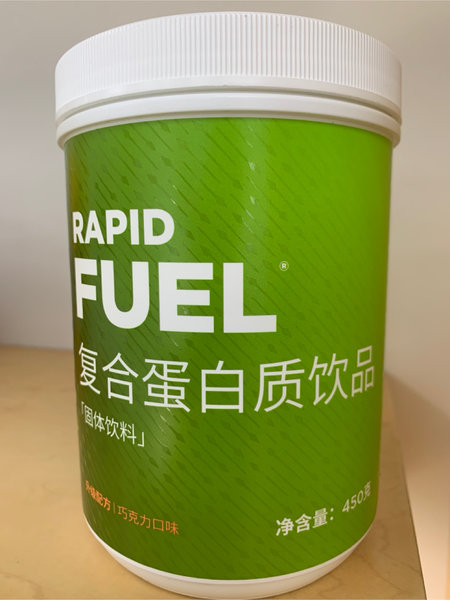 RAPID
FUEL®
复合蛋白质饮品
「固体饮料」
升级配方 | 巧克力口味
净含量：450克